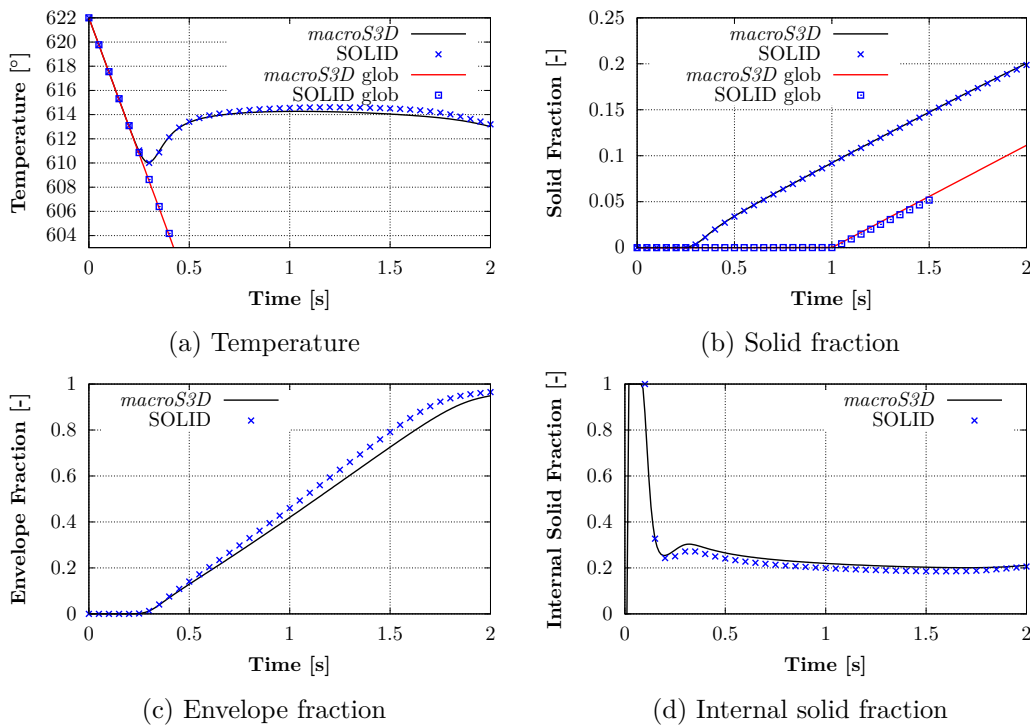 622
620
618
616
614
612
610
608
606
604
Temperature [°]
0
0.5
1
1.5
2
Time [s]
macroS3D
SOLID
macroS3D glob
SOLID glob
(a) Temperature
0.25
0.2
0.15
0.1
0.05
0
Solid Fraction [-]
0
0.5
1
1.5
2
Time [s]
macroS3D
SOLID
macroS3D glob
SOLID glob
(b) Solid fraction
1
0.8
0.6
0.4
0.2
0
Envelope Fraction [-]
0
0.5
1
1.5
2
Time [s]
macroS3D
SOLID
(c) Envelope fraction
1
0.8
0.6
0.4
0.2
0
Internal Solid Fraction [-]
0
0.5
1
1.5
2
Time [s]
macroS3D
SOLID
(d) Internal solid fraction